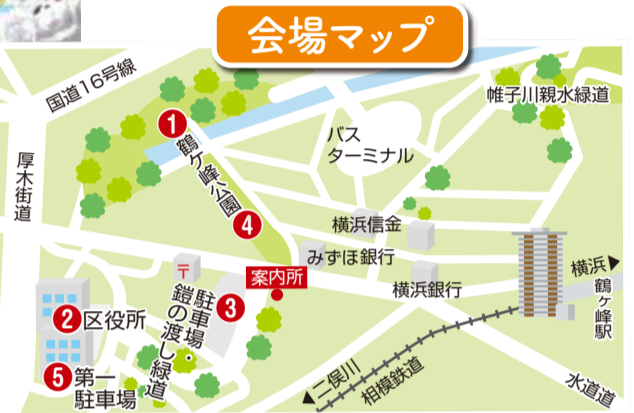 会場マップ
国道16号線
帷子川親水緑道
1
鶴ケ峰公園
4
バス
ターミナル
厚木街道
横浜信金
みずほ銀行
案内所
〒
横浜▶
鶴ヶ峰駅
横浜銀行
3
駐車場・
鎧の渡し緑道
2 区役所
5 第一
駐車場
◀二俣川
相模鉄道
水道道